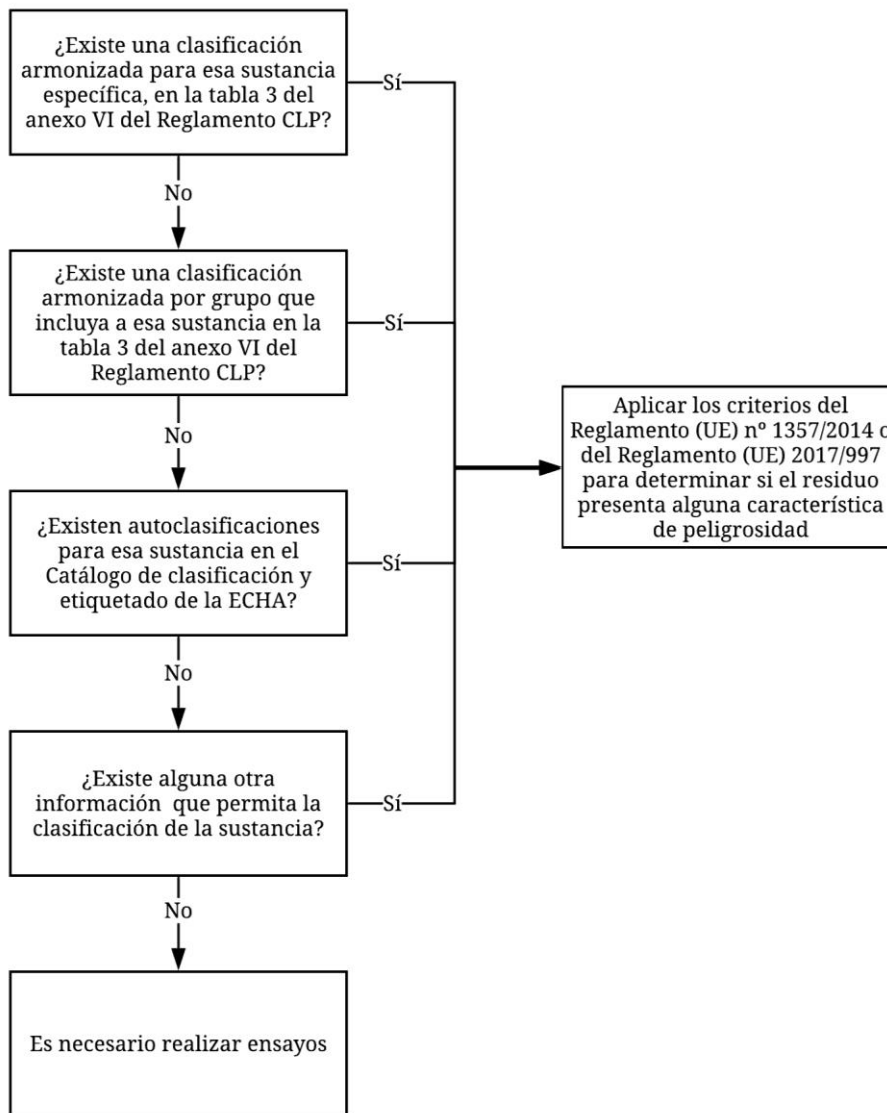 ¿Existe una clasificación
armonizada para esa sustancia
específica, en la tabla 3 del
anexo VI del Reglamento CLP?
Sí
No
¿Existe una clasificación
armonizada por grupo que
incluya a esa sustancia en la
tabla 3 del anexo VI del
Reglamento CLP?
Sí
No
¿Existen autoclasificaciones
para esa sustancia en el
Catálogo de clasificación y
etiquetado de la ECHA?
Sí
No
¿Existe alguna otra
información que permita la
clasificación de la sustancia?
Sí
No
Es necesario realizar ensayos
Aplicar los criterios del
Reglamento (UE) nº 1357/2014 o
del Reglamento (UE) 2017/997
para determinar si el residuo
presenta alguna característica
de peligrosidad